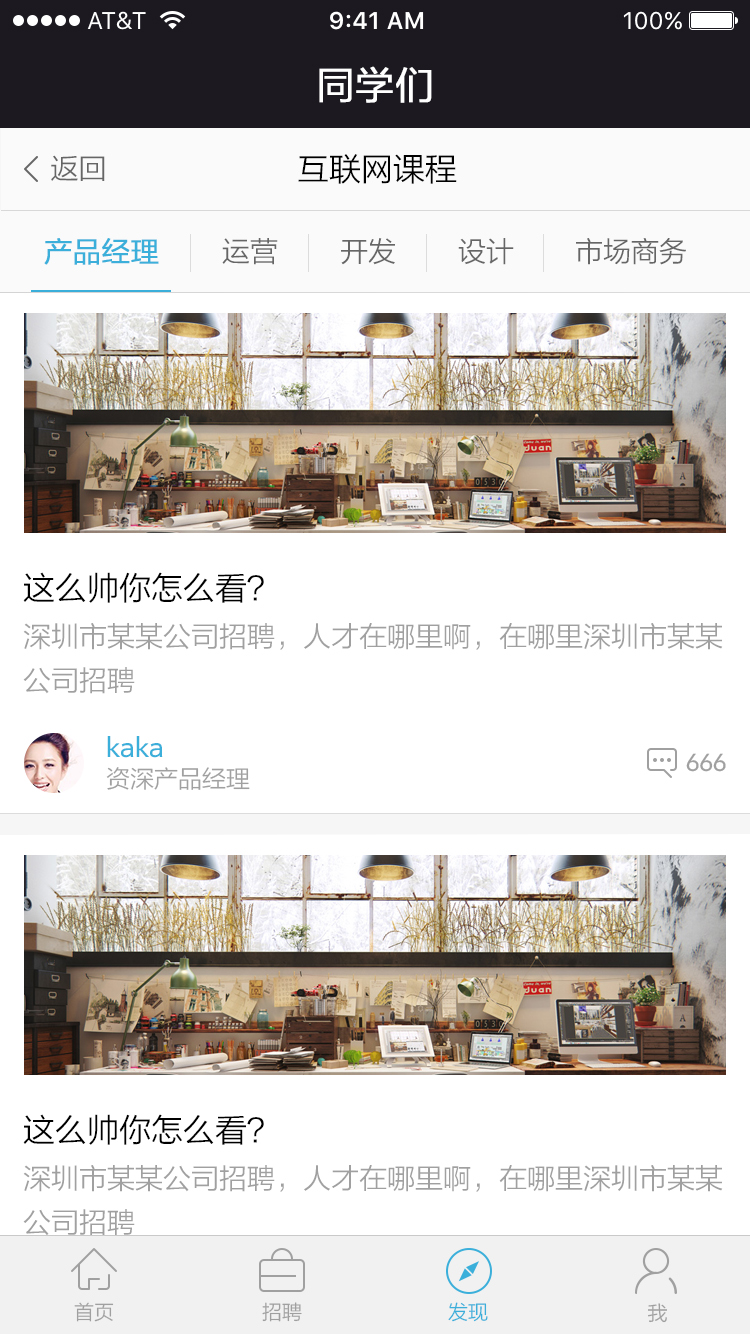 AT&T 9:41 AM 100%
同学们
返回 互联网课程
产品经理 运营 开发 设计 市场商务
duan
这么帅你怎么看?
深圳市某某公司招聘，人才在哪里啊，在哪里深圳市某某
公司招聘
kaka
资深产品经理
666
duan
这么帅你怎么看?
深圳市某某公司招聘，人才在哪里啊，在哪里深圳市某某
公司招聘
首页 招聘 发现 我